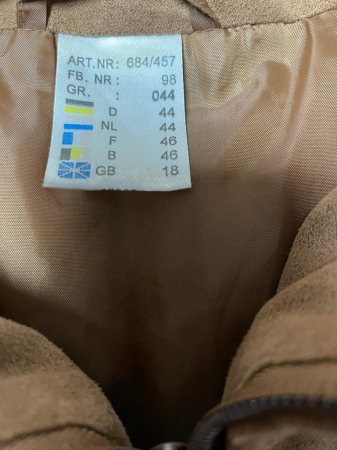 ART.NR: 684/457
FB. NR: 98
GR. : 044
D 44
NL 44
F 46
B 46
GB 18